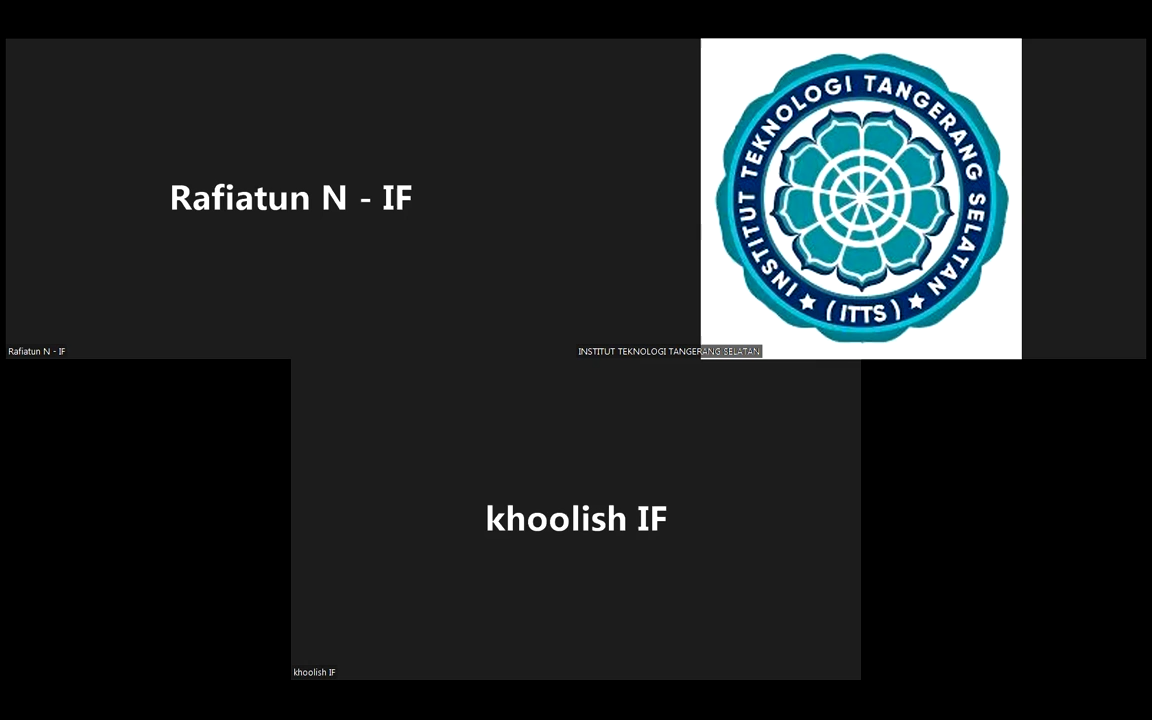 Rafiatun N - IF
INSTITUT TEKNOLOGI TANGERANG SELATAN
( ITTS )
Rafiatun N - IF
INSTITUT TEKNOLOGI TANGERANG SELATAN
khoolish IF
khoolish IF